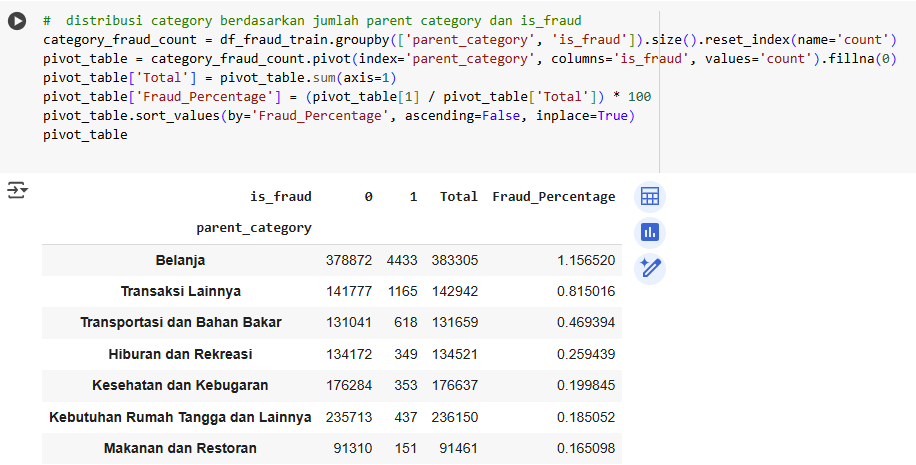 #  distribusi category berdasarkan jumlah parent category dan is_fraud
category_fraud_count = df_fraud_train.groupby(['parent_category', 'is_fraud']).size().reset_index(name='count')
pivot_table = category_fraud_count.pivot(index='parent_category', columns='is_fraud', values='count').fillna(0)
pivot_table['Total'] = pivot_table.sum(axis=1)
pivot_table['Fraud_Percentage'] = (pivot_table[1] / pivot_table['Total']) * 100
pivot_table.sort_values(by='Fraud_Percentage', ascending=False, inplace=True)
pivot_table
is_fraud 0 1 Total Fraud_Percentage
parent_category
Belanja 378872 4433 383305 1.156520
Transaksi Lainnya 141777 1165 142942 0.815016
Transportasi dan Bahan Bakar 131041 618 131659 0.469394
Hiburan dan Rekreasi 134172 349 134521 0.259439
Kesehatan dan Kebugaran 176284 353 176637 0.199845
Kebutuhan Rumah Tangga dan Lainnya 235713 437 236150 0.185052
Makanan dan Restoran 91310 151 91461 0.165098